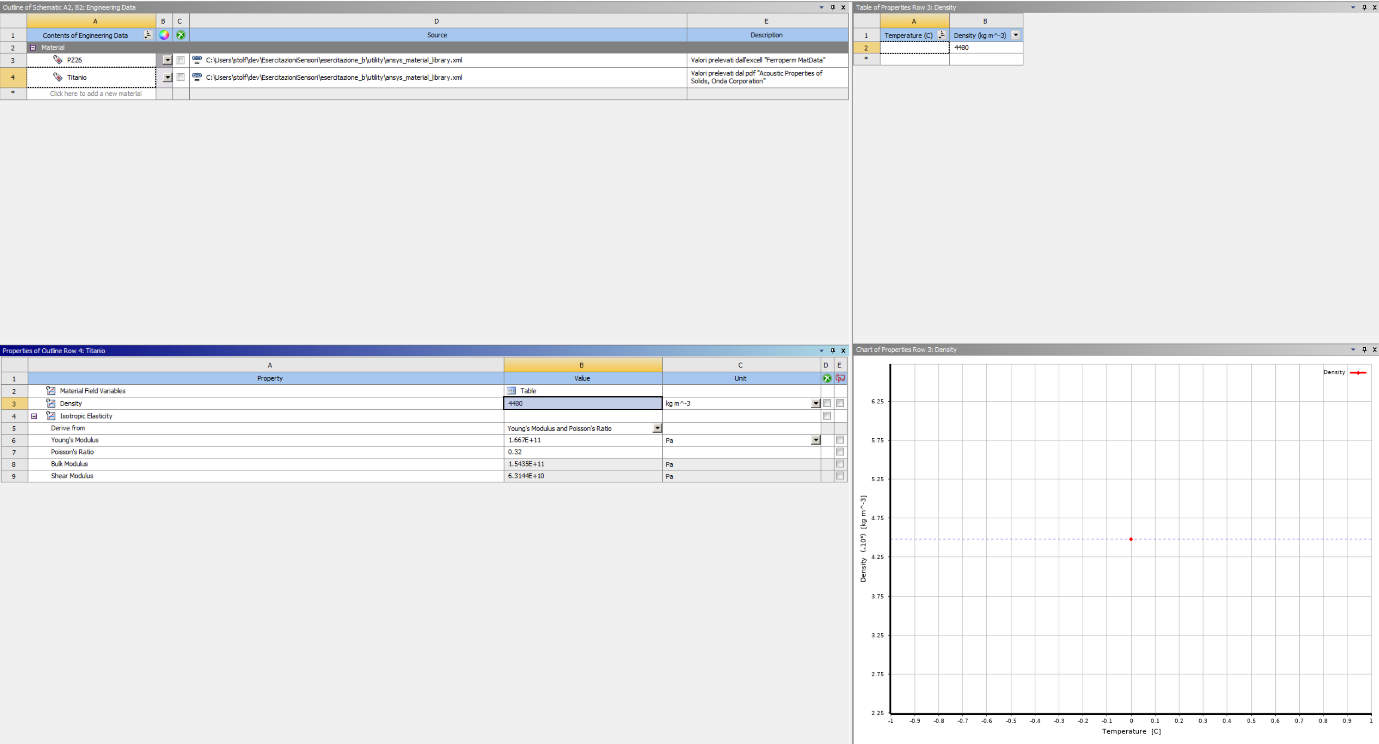 Outline of Schematic A2, B2: Engineering Data
A B C D E
1 Contents of Engineering Data Source Description
2 Material
3 PZ26 C:\Users\stolf\dev\EsercitazioniSensori\esercitazione_b\utility\ansys_material_library.xml Valori prelevati dall'excell "Ferroperm MatData"
4 Titanio C:\Users\stolf\dev\EsercitazioniSensori\esercitazione_b\utility\ansys_material_library.xml Valori prelevati dal pdf "Acoustic Properties of
Solids, Onda Corporation"
* Click here to add a new material
Table of Properties Row 3: Density
A B
1 Temperature (C) Density (kg m^-3)
2 4480
*
Properties of Outline Row 4: Titanio
A B C D E
1 Property Value Unit
2 Material Field Variables Table
3 Density 4480 kg m^-3
4 Isotropic Elasticity
5 Derive from Young's Modulus and Poisson's Ratio
6 Young's Modulus 1.667E+11 Pa
7 Poisson's Ratio 0.32
8 Bulk Modulus 1.5435E+11 Pa
9 Shear Modulus 6.3144E+10 Pa
Chart of Properties Row 3: Density
Density
6.25
5.75
5.25
4.75
4.25
3.75
3.25
2.75
2.25
-1 -0.9 -0.8 -0.7 -0.6 -0.5 -0.4 -0.3 -0.2 -0.1 0 0.1 0.2 0.3 0.4 0.5 0.6 0.7 0.8 0.9 1
Temperature [C]
Density (.10³) [kg m^-3]